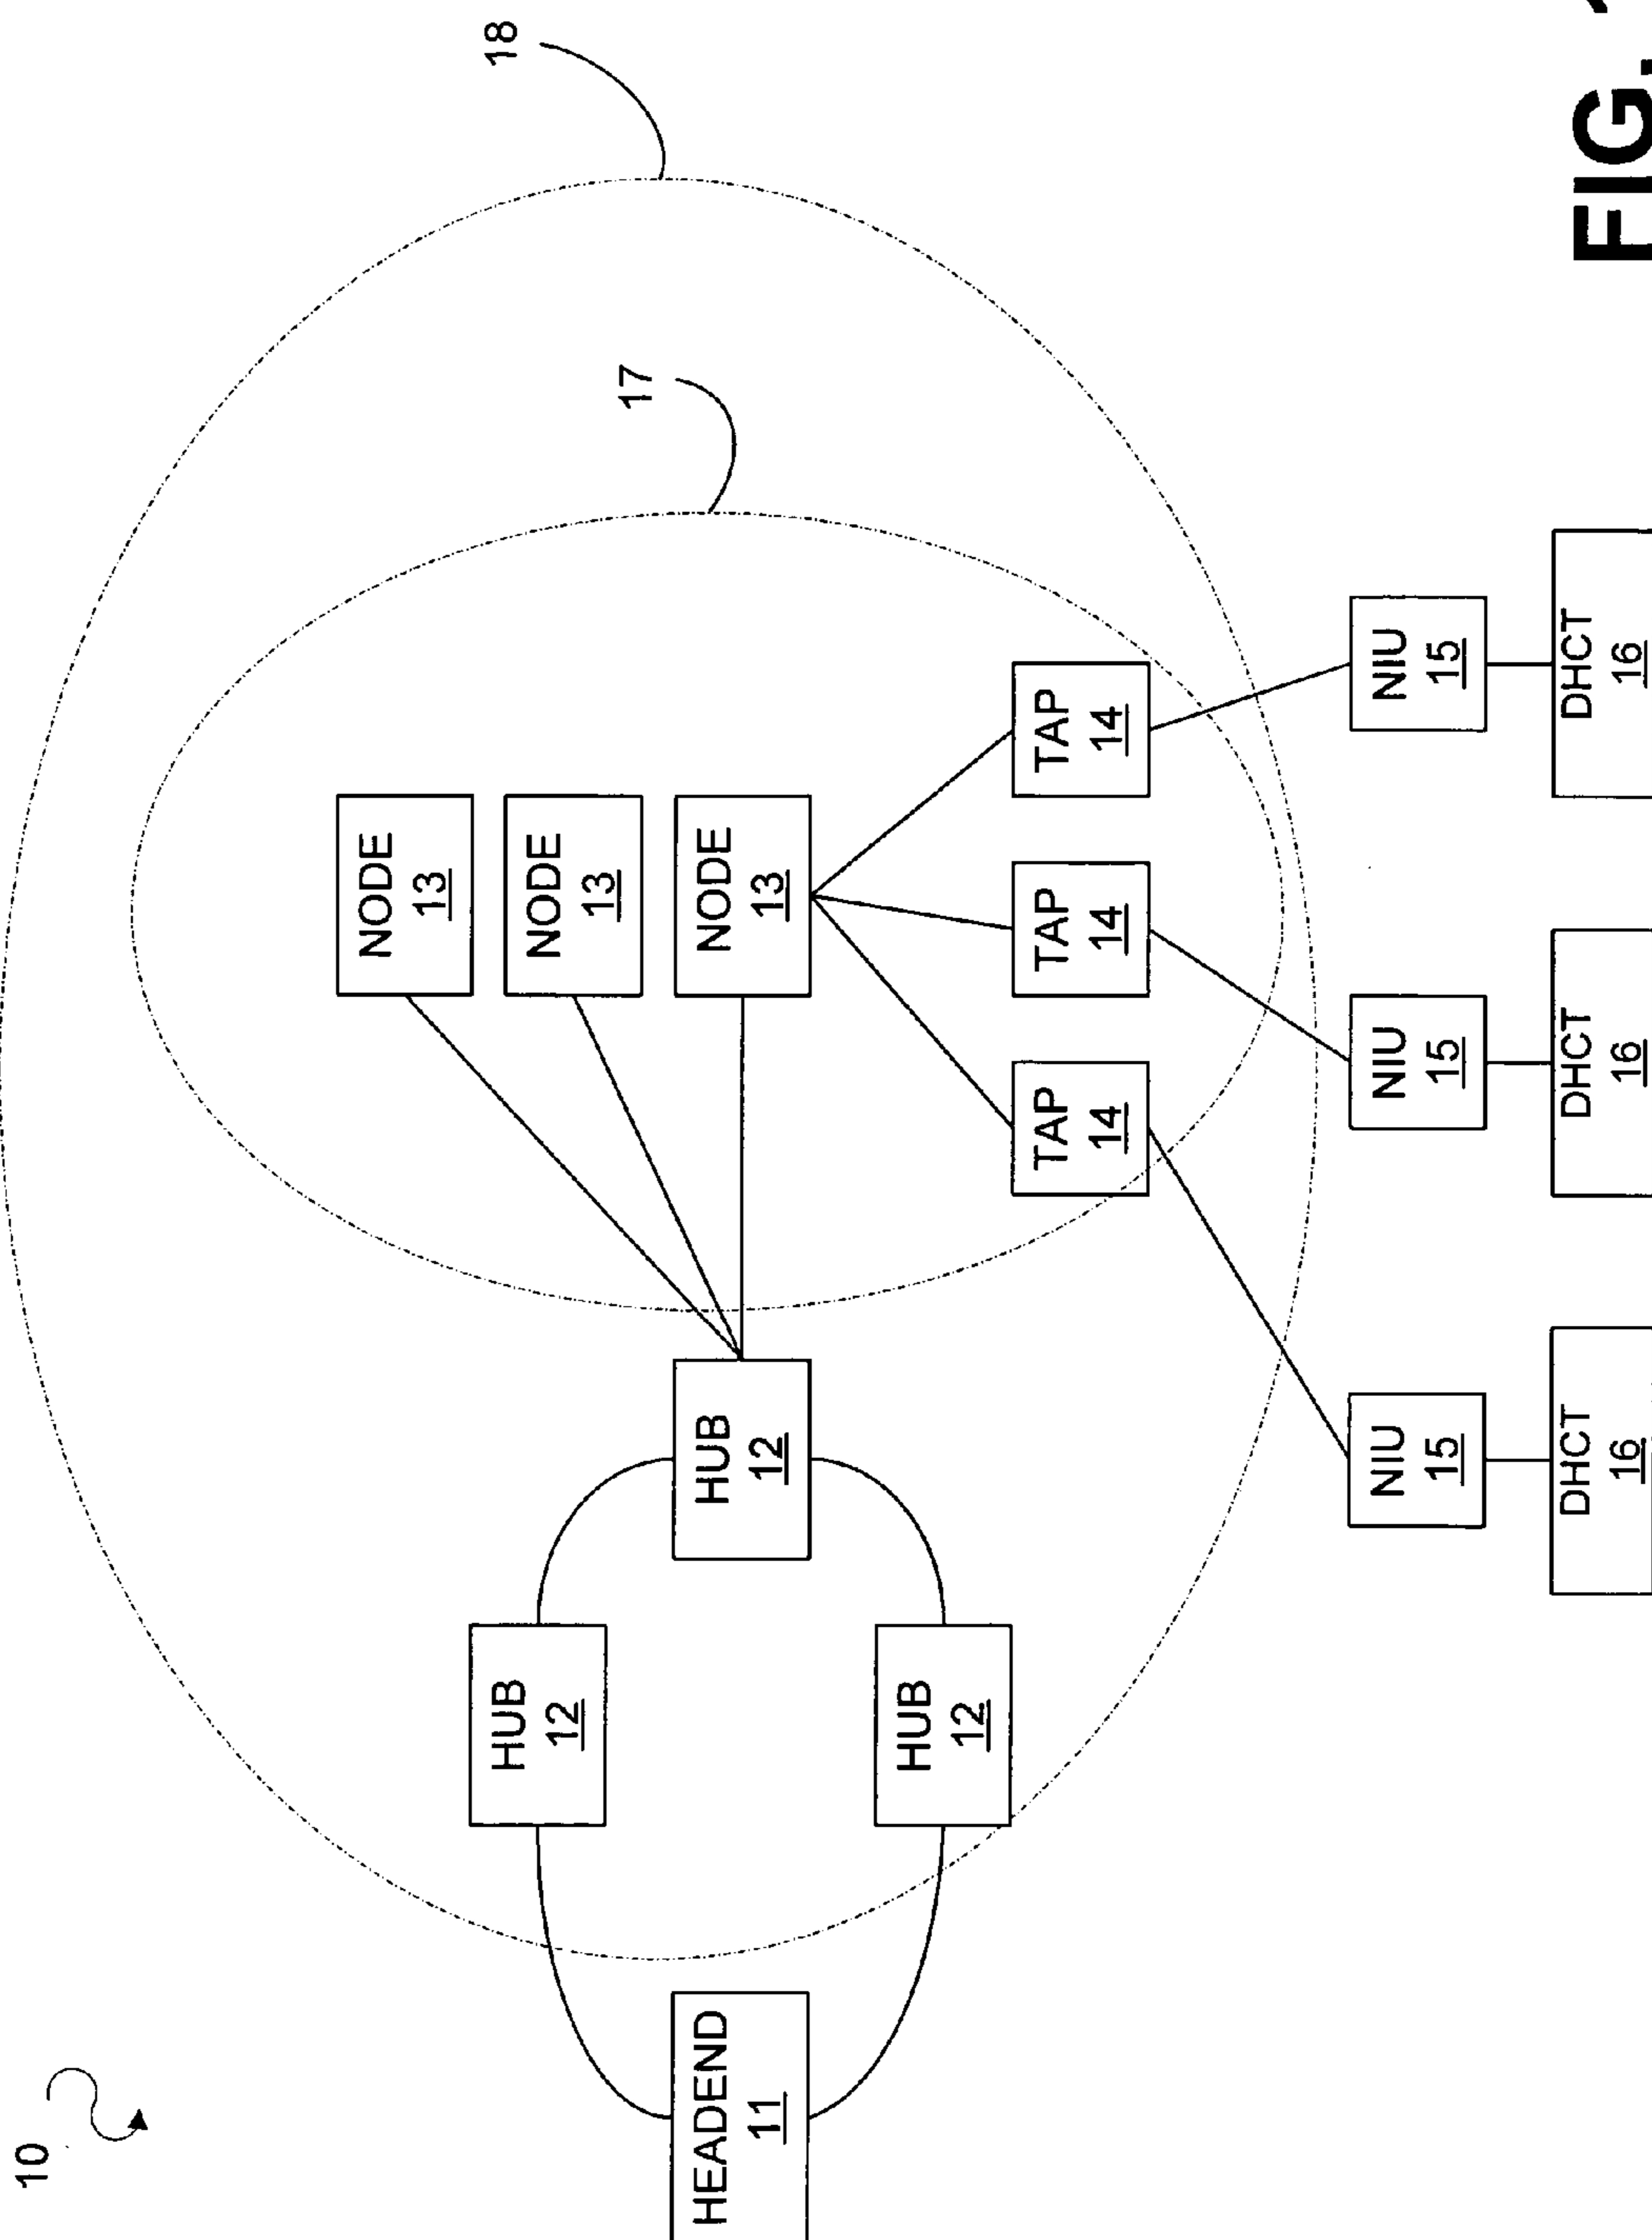 10
NODE
13
18
HUB
12
NODE
13
17
HEADEND
11
HUB
12
NODE
13
HUB
12
TAP
14
TAP
14
TAP
14
NIU
15
NIU
15
NIU
15
DHCT
16
DHCT
16
DHCT
16
FIG.